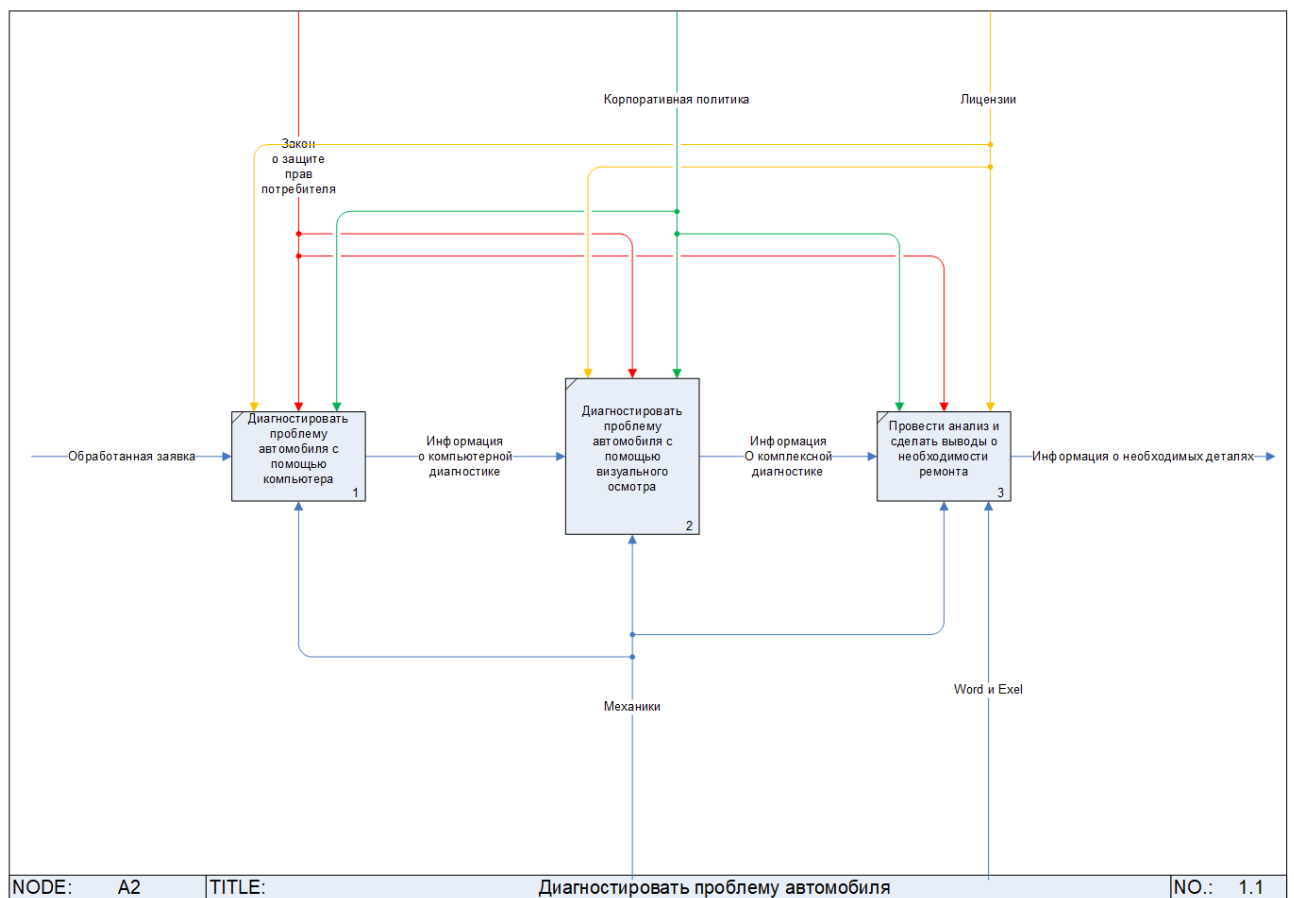 Корпоративная политика
Лицензии
Закон
о защите
прав
потребителя
Обработанная заявка
Диагностировать
проблему
автомобиля с
помощью
компьютера
1
Информация
о компьютерной
диагностике
Диагностировать
проблему
автомобиля с
помощью
визуального
осмотра
2
Информация
О комплексной
диагностике
Провести анализ и
сделать выводы о
необходимости
ремонта
3
Информация о необходимых деталях
Механики
Word и Exel
NODE: A2 TITLE: Диагностировать проблему автомобиля NO.: 1.1